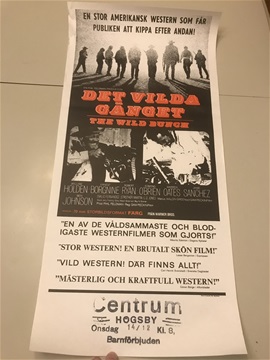 EN STOR AMERIKANSK WESTERN SOM FÅR
PUBLIKEN ATT KIPPA EFTER ANDAN!
DET VILDA
GÄNGET
THE WILD BUNCH
HOLDEN BORGNINE RYAN O'BRIEN OATES SANCHEZ
JOHNSON
"EN AV DE VÅLDSAMMASTE OCH BLOD-
IGASTE WESTERNFILMER SOM GJORTS!"
"STOR WESTERN! EN BRUTALT SKÖN FILM!"
"VILD WESTERN! DÄR FINNS ALLT!"
"MÄSTERLIG OCH KRAFTFULL WESTERN!"
Centrum
HÖGSBY
Onsdag 14/12 Kl. 8,
Barnförbjuden